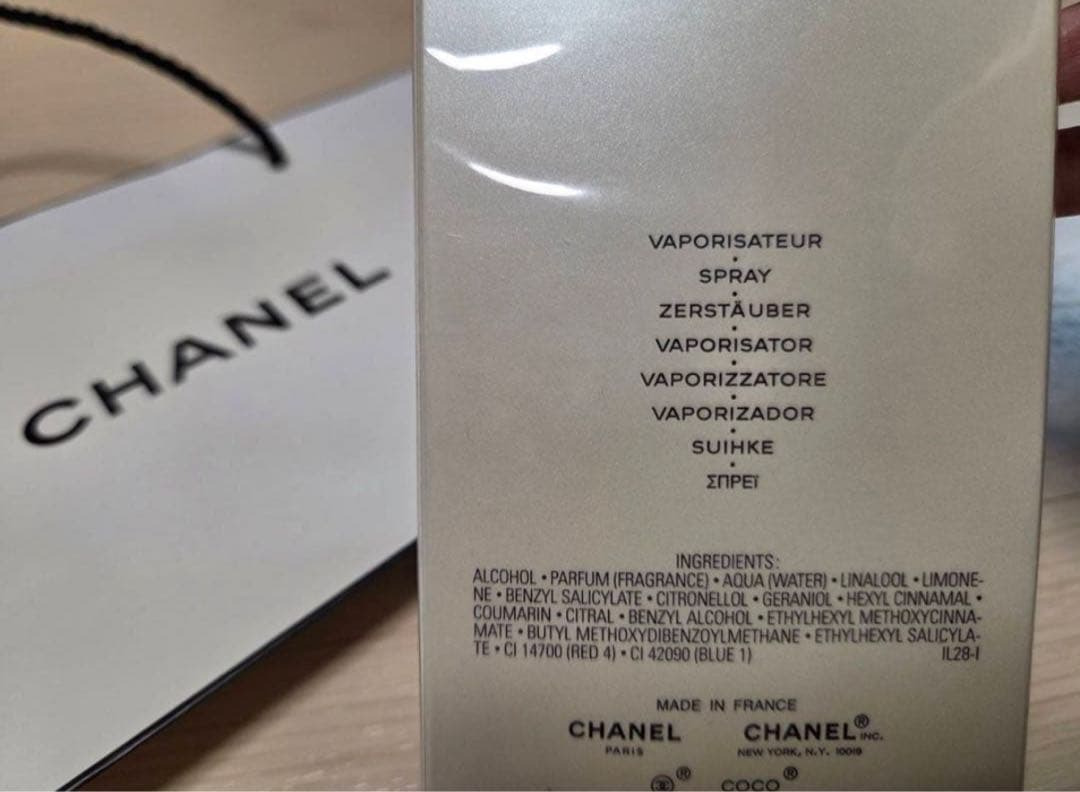 CHANEL
VAPORISATEUR
•
SPRAY
•
ZERSTÄUBER
•
VAPORISATOR
•
VAPORIZZATORE
•
VAPORIZADOR
•
SUIHKE
•
ΣΠΡΕΪ
INGREDIENTS:
ALCOHOL • PARFUM (FRAGRANCE) • AQUA (WATER) • LINALOOL • LIMONE-
NE • BENZYL SALICYLATE • CITRONELLOL • GERANIOL • HEXYL CINNAMAL •
COUMARIN • CITRAL • BENZYL ALCOHOL • ETHYLHEXYL METHOXYCINNA-
MATE • BUTYL METHOXYDIBENZOYLMETHANE • ETHYLHEXYL SALICYLA-
TE • CI 14700 (RED 4) • CI 42090 (BLUE 1) IL28-I
MADE IN FRANCE
CHANEL CHANEL® INC.
PARIS NEW YORK, N.Y. 10019
® COCO®